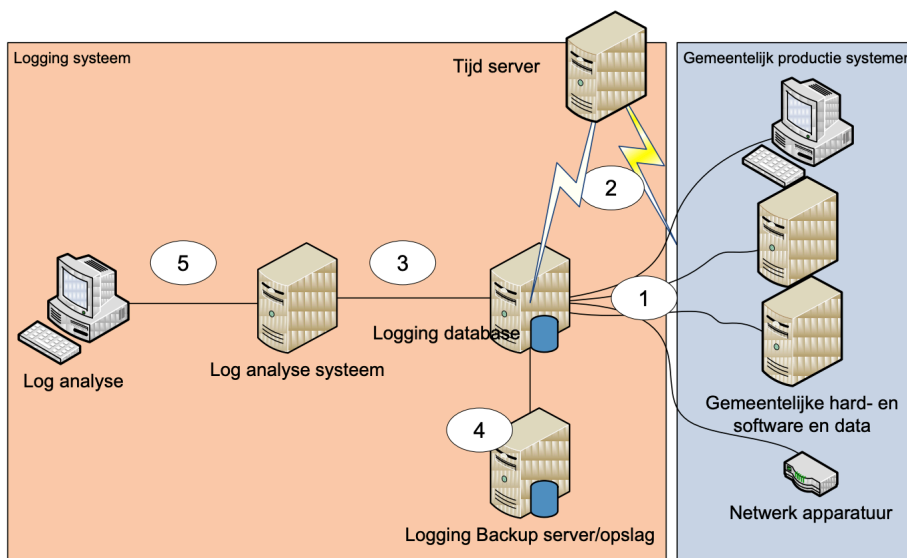 Logging systeem
Tijd server
Gemeentelijk productie systemen
2
5
3
1
Logging database
Log analyse systeem
Log analyse
Gemeentelijke hard- en
software en data
4
Netwerk apparatuur
Logging Backup server/opslag